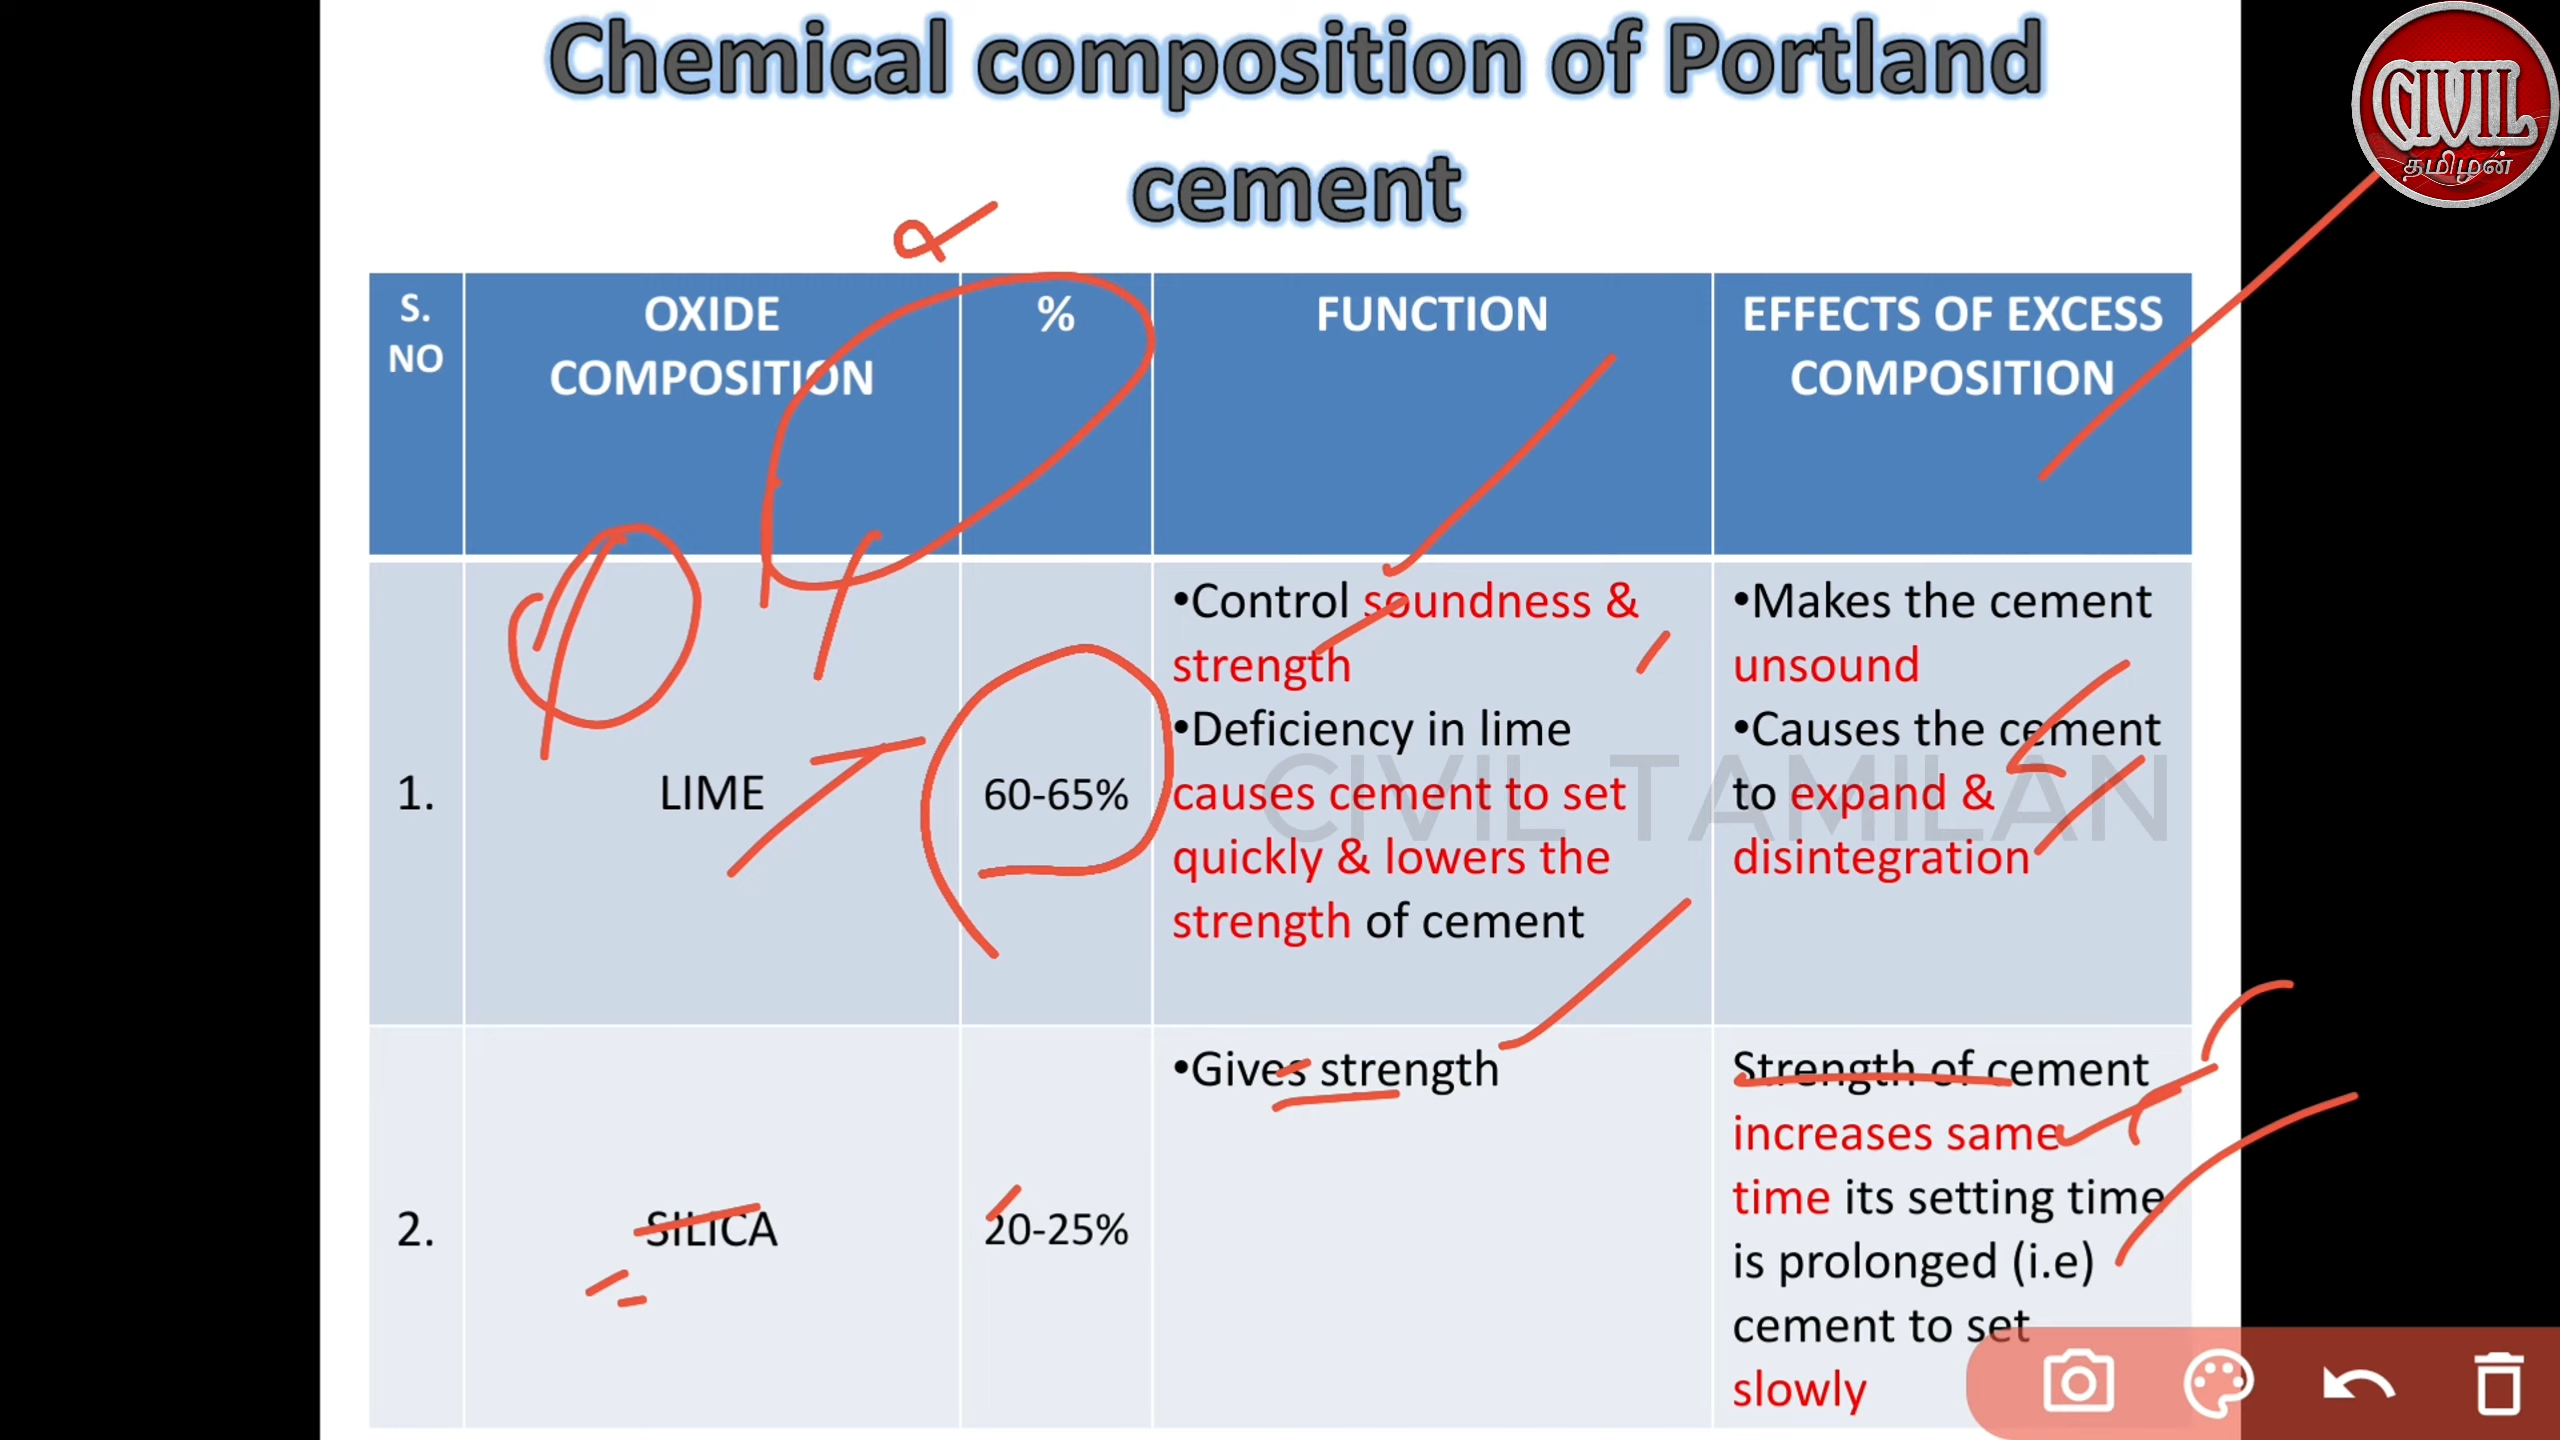 Chemical composition of Portland
cement
CIVIL
தமிழன்
S.
NO
OXIDE
COMPOSITION
%
FUNCTION
EFFECTS OF EXCESS
COMPOSITION
1.
LIME
60-65%
•Control soundness &
strength
•Deficiency in lime
causes cement to set
quickly & lowers the
strength of cement
•Makes the cement
unsound
•Causes the cement
to expand &
disintegration
CIVIL TAMILAN
2.
SILICA
20-25%
•Gives strength
Strength of cement
increases same
time its setting time
is prolonged (i.e)
cement to set
slowly